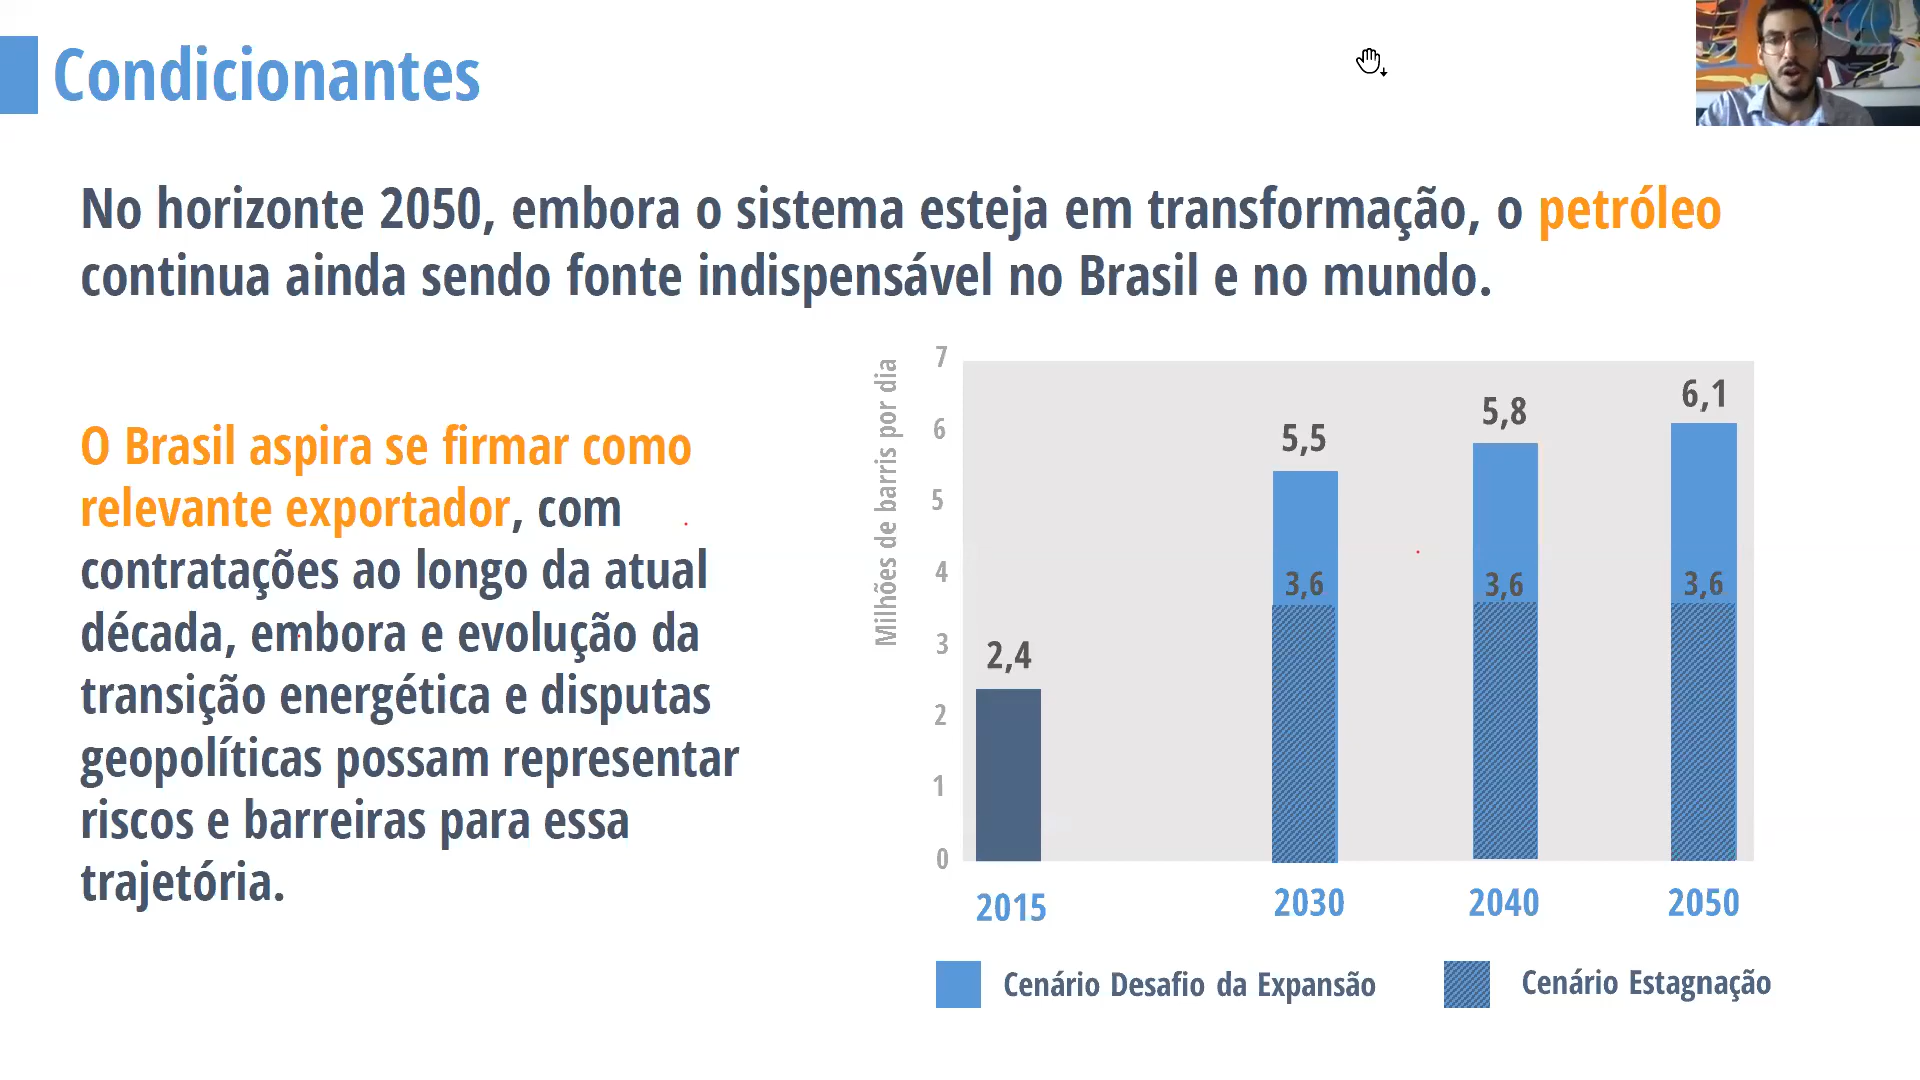 Condicionantes
No horizonte 2050, embora o sistema esteja em transformação, o petróleo
continua ainda sendo fonte indispensável no Brasil e no mundo.
O Brasil aspira se firmar como
relevante exportador, com
contratações ao longo da atual
década, embora e evolução da
transição energética e disputas
geopolíticas possam representar
riscos e barreiras para essa
trajetória.
Milhões de barris por dia
7
6
5
4
3
2
1
0
2,4
5,5
3,6
5,8
3,6
6,1
3,6
2015
2030
2040
2050
Cenário Desafio da Expansão
Cenário Estagnação